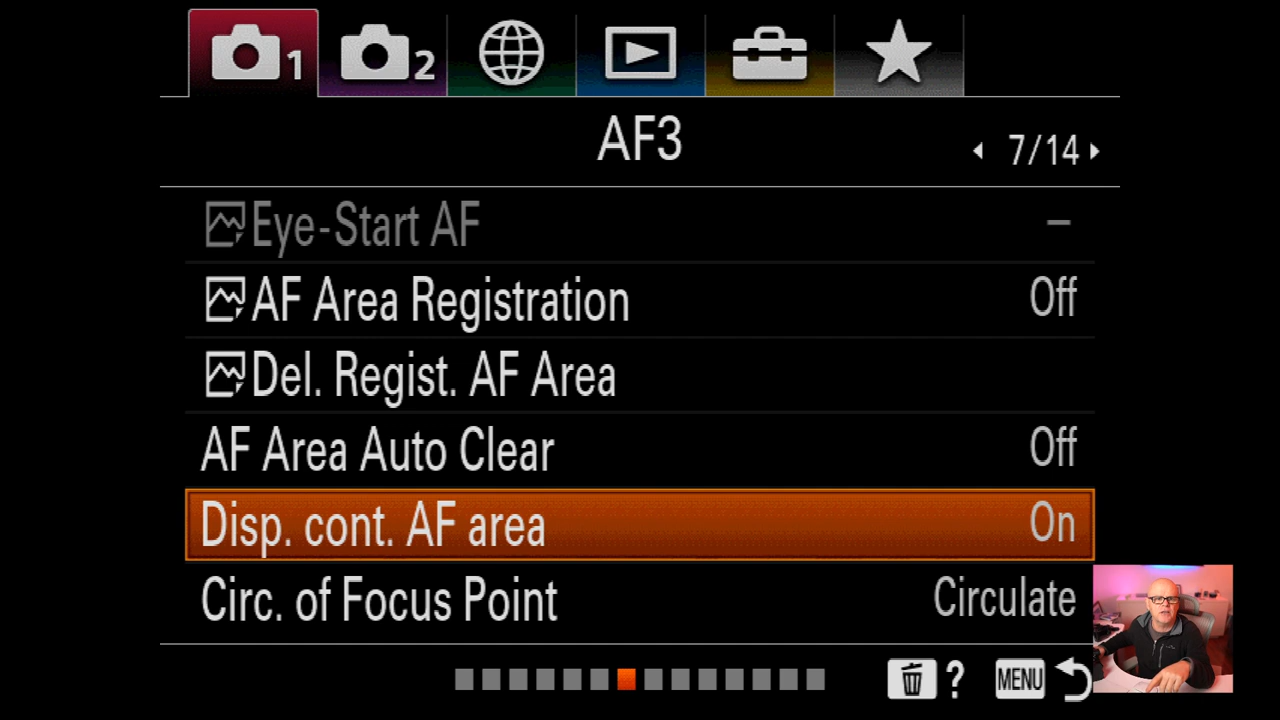 1
2
AF3
7/14
Eye-Start AF –
AF Area Registration Off
Del. Regist. AF Area
AF Area Auto Clear Off
Disp. cont. AF area On
Circ. of Focus Point Circulate
? MENU